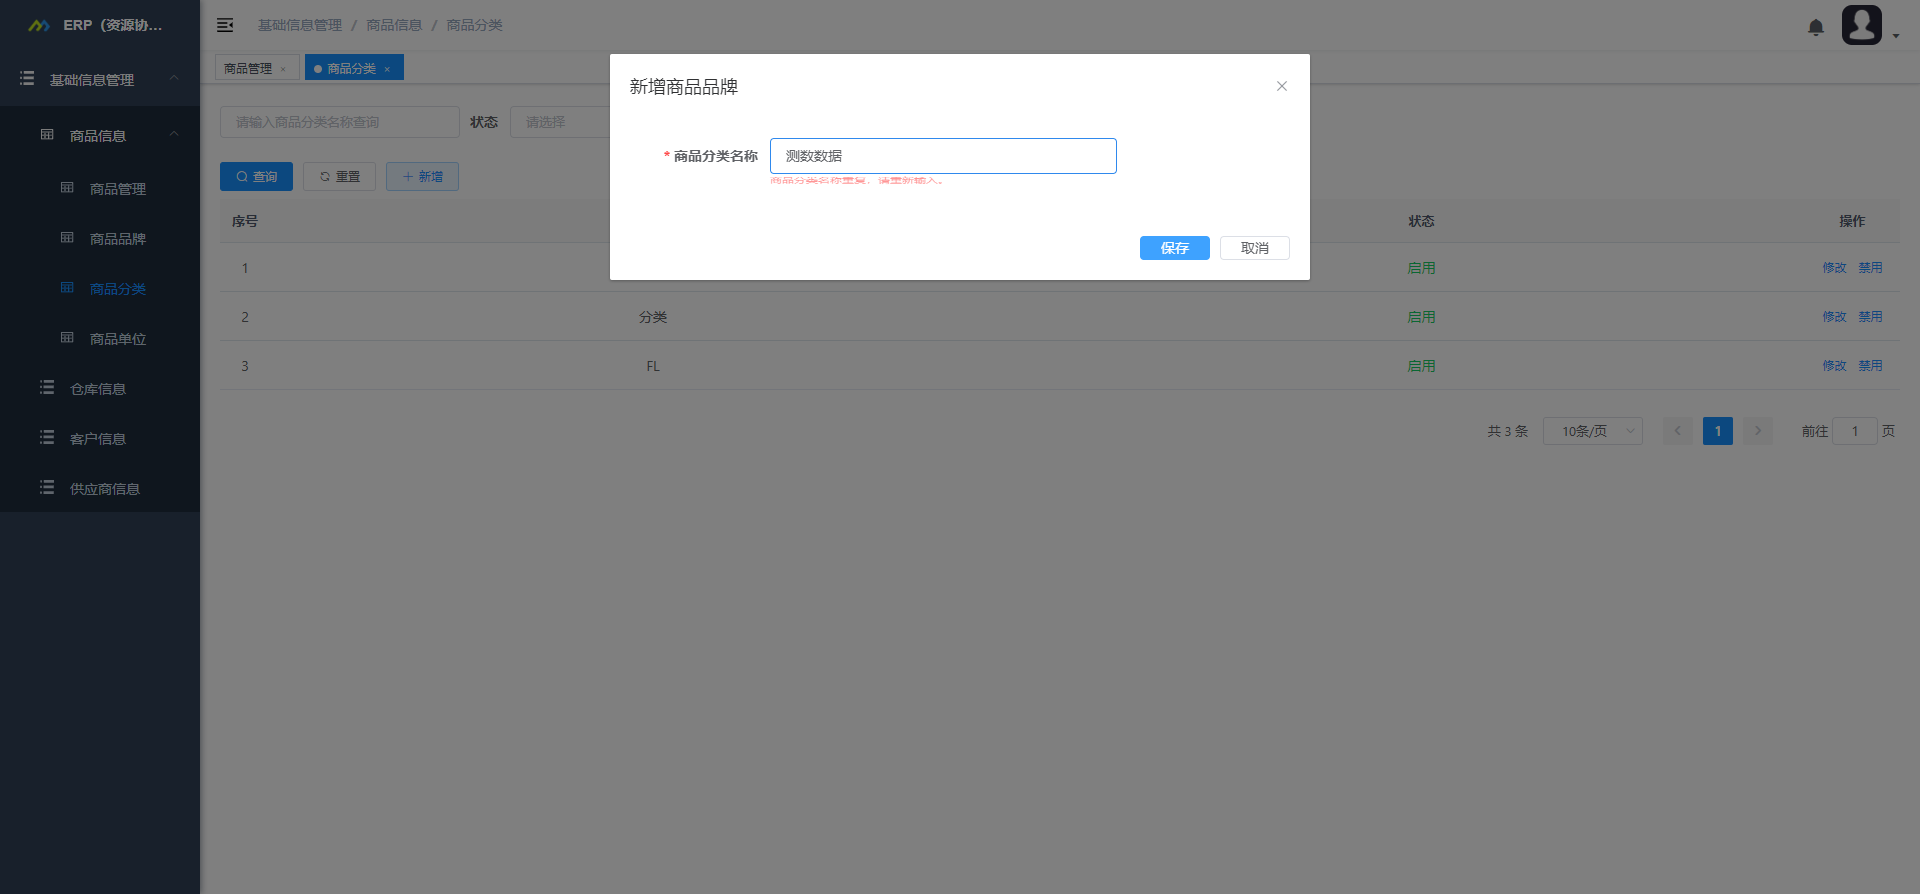 ERP（资源协...
基础信息管理 / 商品信息 / 商品分类
基础信息管理
商品信息
商品管理
商品品牌
商品分类
商品单位
仓库信息
客户信息
供应商信息
商品管理 ×
商品分类 ×
请输入商品分类名称查询
状态
请选择
查询
重置
新增
新增商品品牌
* 商品分类名称
测数数据
商品分类名称重复，请重新输入。
保存
取消
序号 状态 操作
1 启用 修改 禁用
2 分类 启用 修改 禁用
3 FL 启用 修改 禁用
共 3 条 10条/页 1 前往 1 页